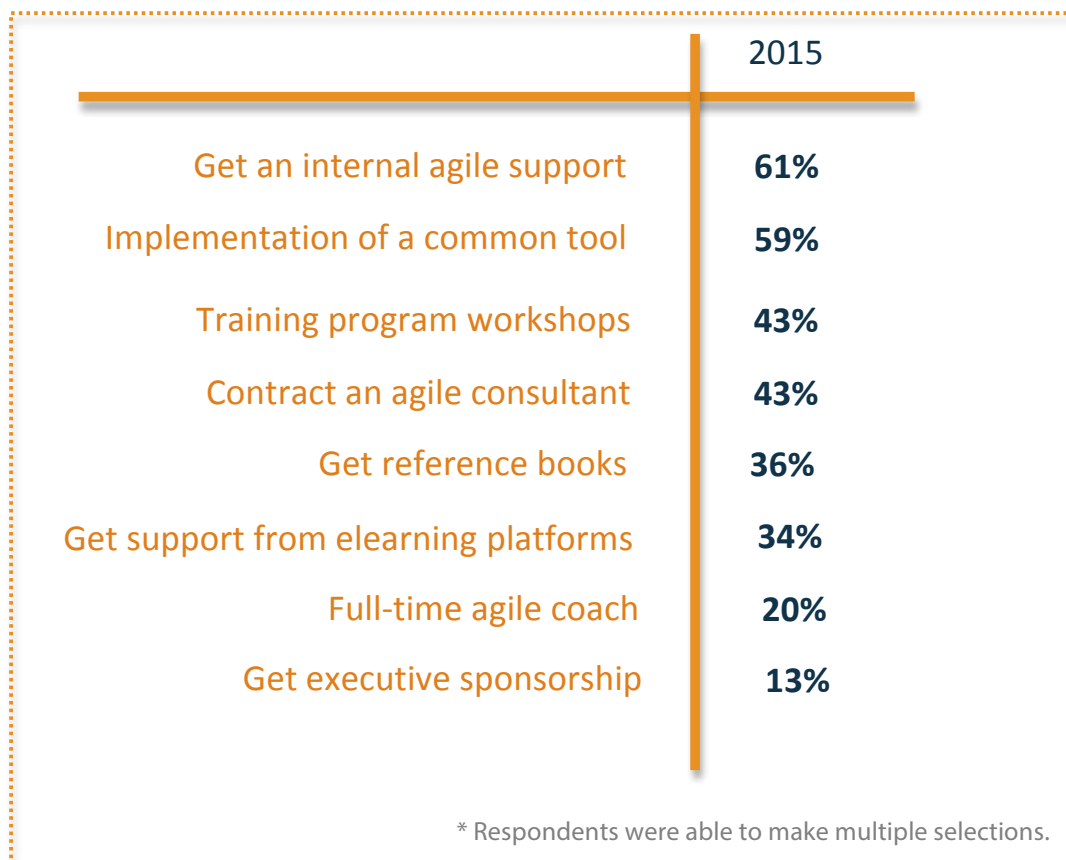 2015
Get an internal agile support 61%
Implementation of a common tool 59%
Training program workshops 43%
Contract an agile consultant 43%
Get reference books 36%
Get support from elearning platforms 34%
Full-time agile coach 20%
Get executive sponsorship 13%
* Respondents were able to make multiple selections.